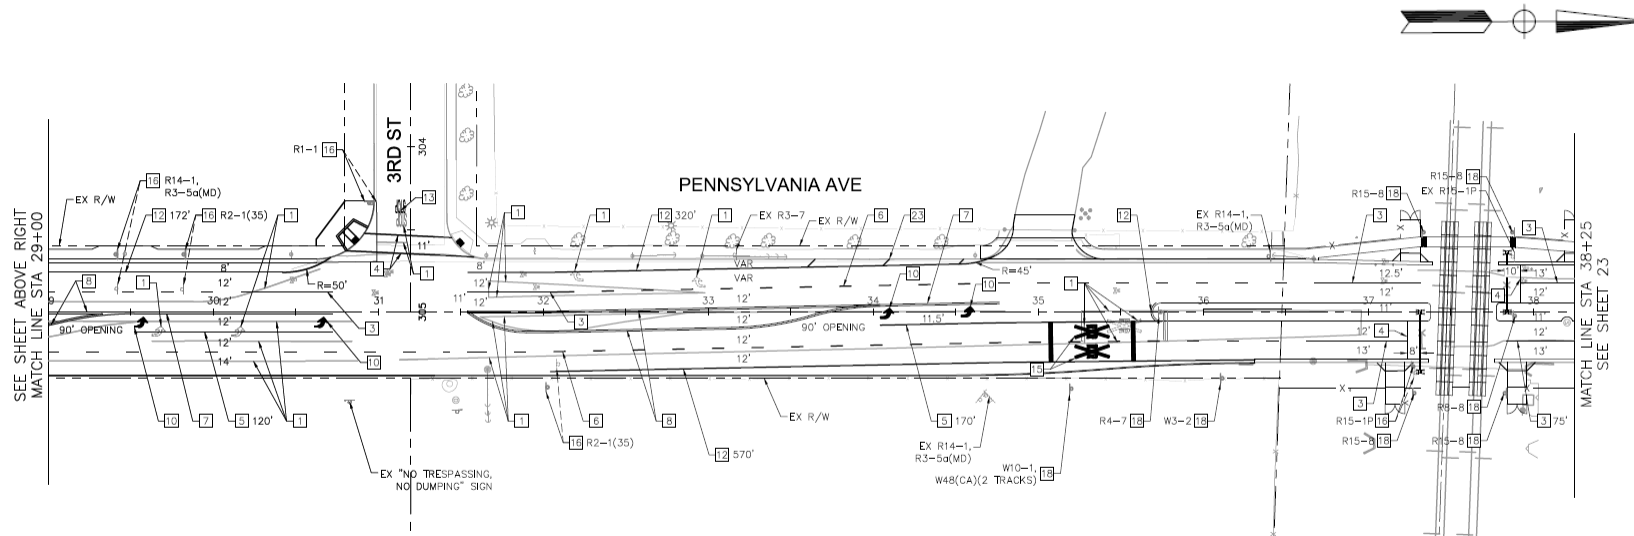 SEE SHEET ABOVE RIGHT
MATCH LINE STA 29+00
3RD ST
304
305
PENNSYLVANIA AVE
R1-1 16
16 R14-1,
R3-5a(MD)
EX R/W
12 172'
16 R2-1(35)
1
13
11'
4
1
8'
12'
R=50'
3
8
1
9
30
31
12'
12'
90' OPENING
12'
14'
10
10
7
5 120'
1
EX "NO TRESPASSING,
NO DUMPING" SIGN
1
1
12 320'
1
EX R3-7
EX R/W
6
23
7
12
8'
VAR
VAR
R=45'
10
10
1
11'
12'
32
12'
33
34
35
36
37
38
3
12'
12'
12'
90' OPENING
11.5'
15
1
6
8
EX R/W
16 R2-1(35)
12 570'
5 170'
EX R14-1,
R3-5a(MD)
W10-1,
W48(CA)(2 TRACKS) 18
R4-7 18
W3-2 18
EX R14-1,
R3-5a(MD)
R15-8 18
R15-8 18
EX R15-1P
3
3
12.5'
12'
11'
10'
13'
12'
4
11'
12'
4
13'
8'
13'
3
R15-1P 16
R15-8 18
R8-8 18
R15-8 18
3 75'
MATCH LINE STA 38+25
SEE SHEET 23